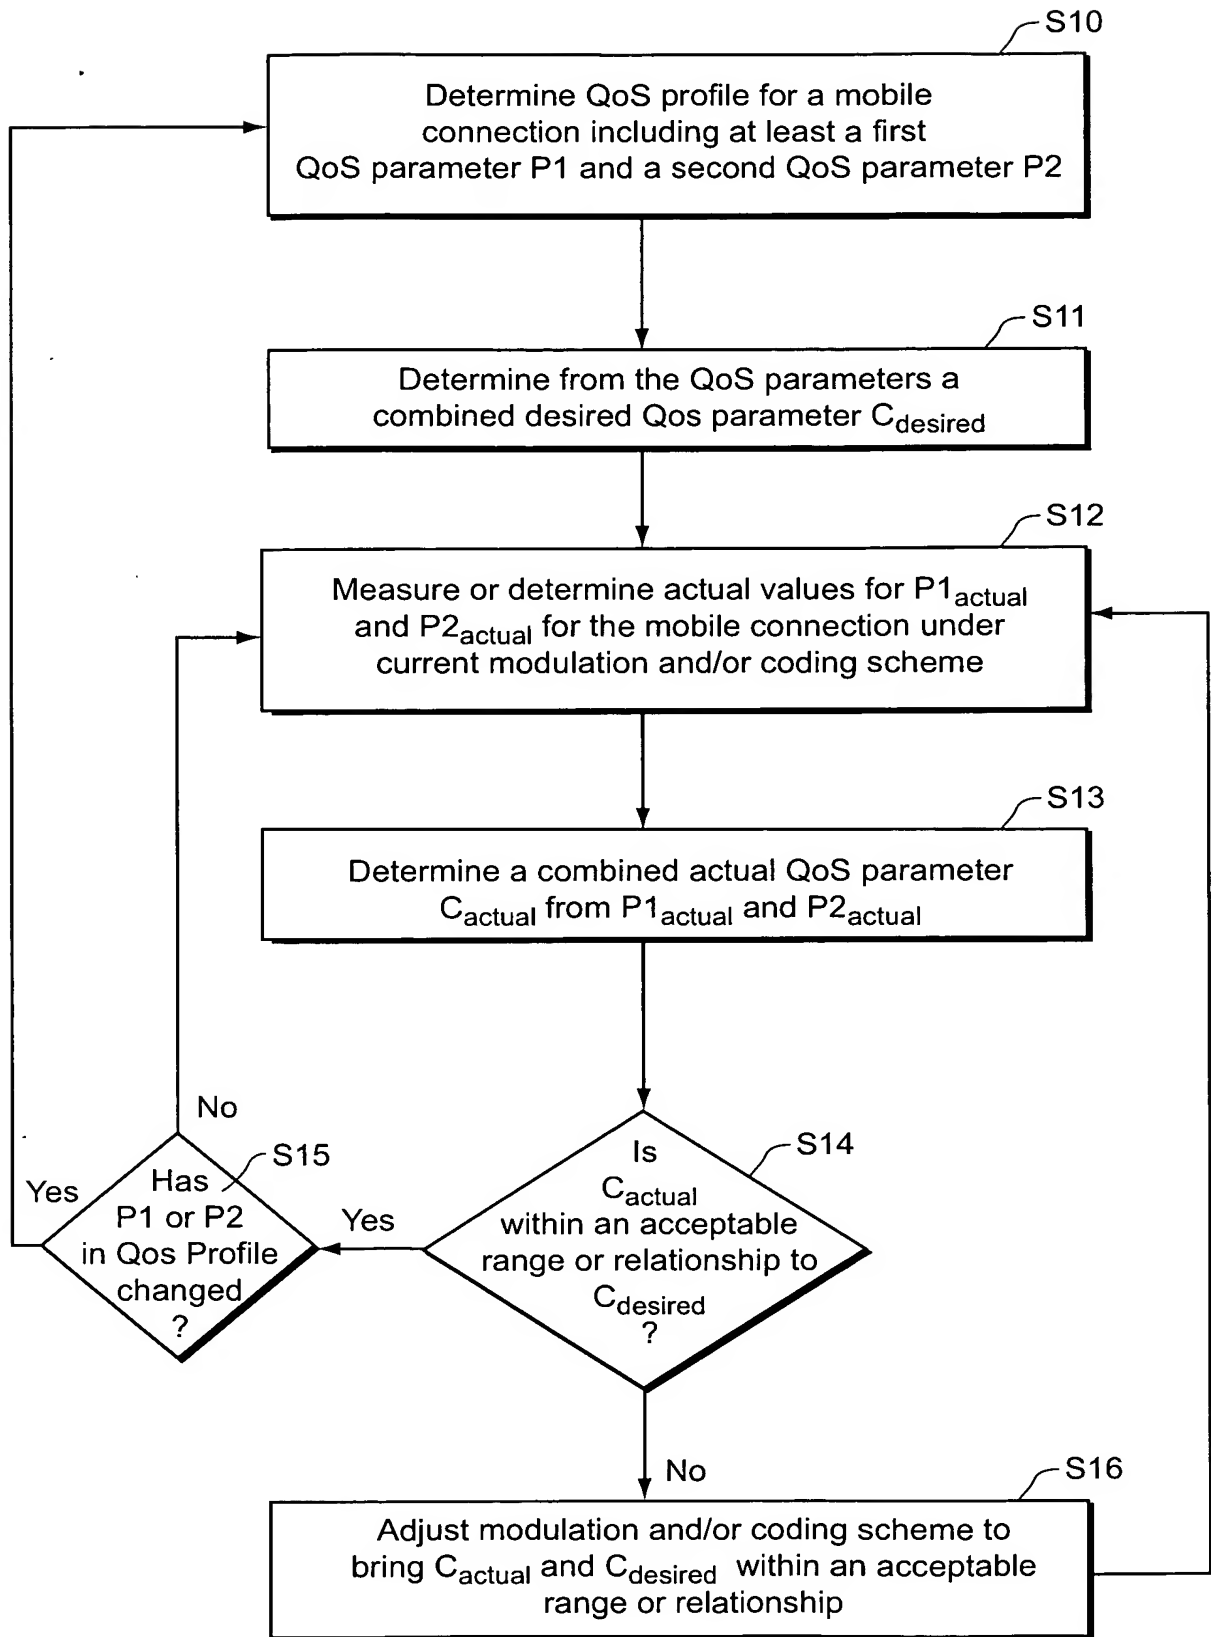 S10
Determine QoS profile for a mobile
connection including at least a first
QoS parameter P1 and a second QoS parameter P2
S11
Determine from the QoS parameters a
combined desired Qos parameter Cdesired
S12
Measure or determine actual values for P1actual
and P2actual for the mobile connection under
current modulation and/or coding scheme
S13
Determine a combined actual QoS parameter
Cactual from P1actual and P2actual
S14
Is
Cactual
within an acceptable
range or relationship to
Cdesired
?
Yes
S15
Has
P1 or P2
in Qos Profile
changed
?
No
Yes
No
S16
Adjust modulation and/or coding scheme to
bring Cactual and Cdesired within an acceptable
range or relationship